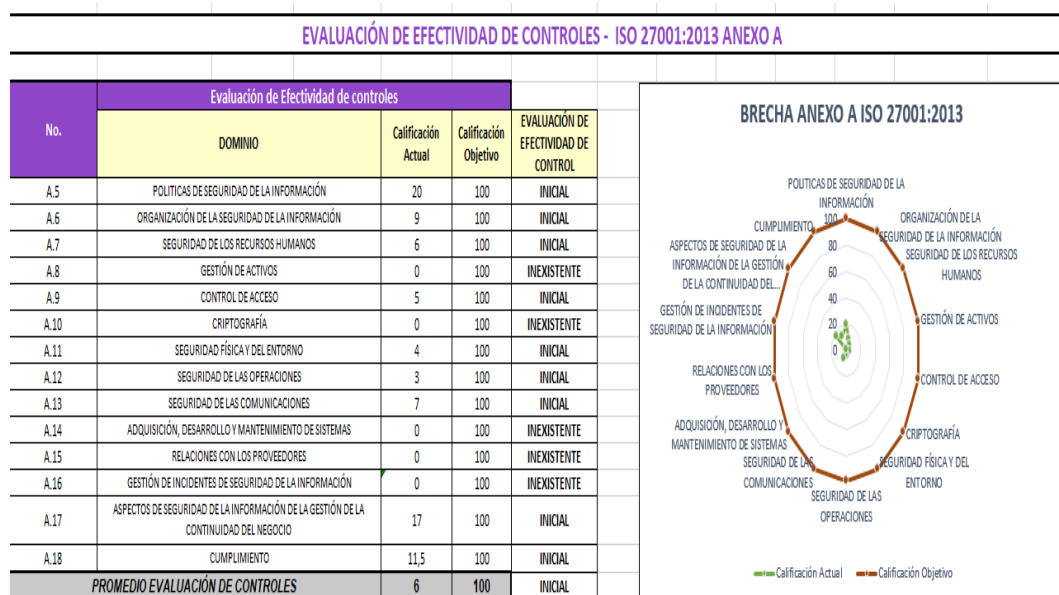 EVALUACIÓN DE EFECTIVIDAD DE CONTROLES - ISO 27001:2013 ANEXO A
No.
Evaluación de Efectividad de controles
DOMINIO
Calificación
Actual
Calificación
Objetivo
EVALUACIÓN DE
EFECTIVIDAD DE
CONTROL
A.5 POLITICAS DE SEGURIDAD DE LA INFORMACIÓN 20 100 INICIAL
A.6 ORGANIZACIÓN DE LA SEGURIDAD DE LA INFORMACIÓN 9 100 INICIAL
A.7 SEGURIDAD DE LOS RECURSOS HUMANOS 6 100 INICIAL
A.8 GESTIÓN DE ACTIVOS 0 100 INEXISTENTE
A.9 CONTROL DE ACCESO 5 100 INICIAL
A.10 CRIPTOGRAFÍA 0 100 INEXISTENTE
A.11 SEGURIDAD FÍSICA Y DEL ENTORNO 4 100 INICIAL
A.12 SEGURIDAD DE LAS OPERACIONES 3 100 INICIAL
A.13 SEGURIDAD DE LAS COMUNICACIONES 7 100 INICIAL
A.14 ADQUISICIÓN, DESARROLLO Y MANTENIMIENTO DE SISTEMAS 0 100 INEXISTENTE
A.15 RELACIONES CON LOS PROVEEDORES 0 100 INEXISTENTE
A.16 GESTIÓN DE INCIDENTES DE SEGURIDAD DE LA INFORMACIÓN 0 100 INEXISTENTE
A.17 ASPECTOS DE SEGURIDAD DE LA INFORMACIÓN DE LA GESTIÓN DE LA
CONTINUIDAD DEL NEGOCIO 17 100 INICIAL
A.18 CUMPLIMIENTO 11,5 100 INICIAL
PROMEDIO EVALUACIÓN DE CONTROLES 6 100 INICIAL
BRECHA ANEXO A ISO 27001:2013
POLITICAS DE SEGURIDAD DE LA
INFORMACIÓN
ORGANIZACIÓN DE LA
SEGURIDAD DE LA INFORMACIÓN
SEGURIDAD DE LOS RECURSOS
HUMANOS
GESTIÓN DE ACTIVOS
CONTROL DE ACCESO
CRIPTOGRAFÍA
SEGURIDAD FÍSICA Y DEL
ENTORNO
SEGURIDAD DE LAS
OPERACIONES
SEGURIDAD DE LAS
COMUNICACIONES
ADQUISICIÓN, DESARROLLO Y
MANTENIMIENTO DE SISTEMAS
RELACIONES CON LOS
PROVEEDORES
GESTIÓN DE INCIDENTES DE
SEGURIDAD DE LA INFORMACIÓN
ASPECTOS DE SEGURIDAD DE LA
INFORMACIÓN DE LA GESTIÓN
DE LA CONTINUIDAD DEL...
CUMPLIMIENTO
100
80
60
40
20
0
Calificación Actual Calificación Objetivo